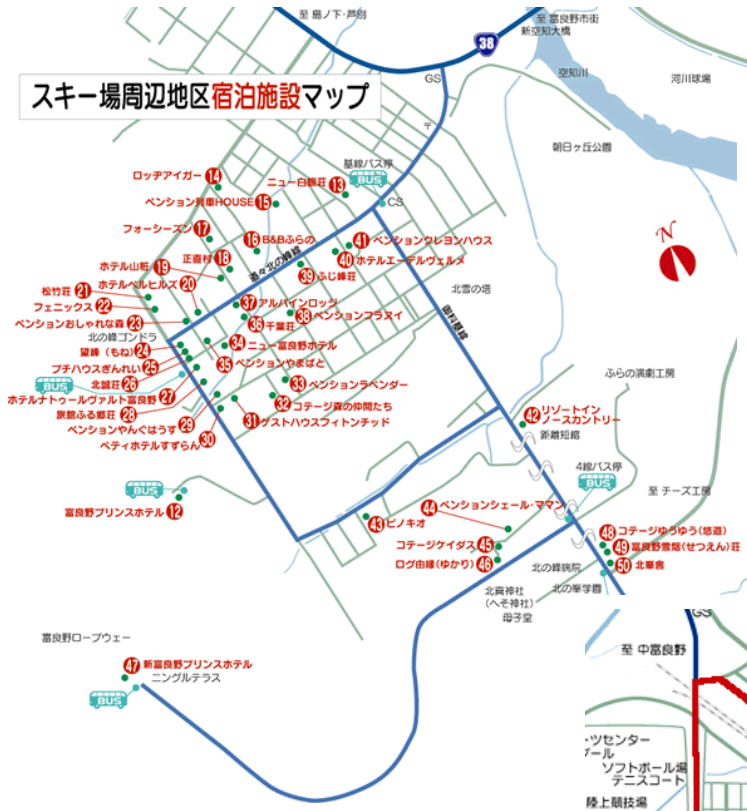 至 島ノ下・芦別
至 富良野市街
新空知大橋
38
空知川
河川球場
GS
スキー場周辺地区宿泊施設マップ
〒
朝日ヶ丘公園
基線バス停
BUS
CS
ロッヂアイガー 14
ニュー白銀荘 13
ペンション列車HOUSE 15
フォーシーズン 17
16 B&Bふらの
41 ペンションクレヨンハウス
40 ホテルエーデルヴェルメ
正直村 18
道々北の峰線
39 ふじ峰荘
ホテル山粧 19
ホテルベルヒルズ 20
北雪の塔
御料基線
松竹荘 21
フェニックス 22
37 アルパインロッジ
36 千葉荘
38 ペンションフラヌイ
ペンションおしゃれな森 23
北の峰ゴンドラ
34 ニュー富良野ホテル
望峰（もね） 24
プチハウスぎんれい 25
35 ペンションやまばと
北誠荘 26
BUS
ホテルナトゥールヴァルト富良野 27
33 ペンションラベンダー
ふらの演劇工房
旅館ふる郷荘 28
32 コテージ森の仲間たち
ペンションやんぐはうす 29
31 ゲストハウスフィトンチッド
ペティホテルすずらん 30
42 リゾートイン
ノースカントリー
距離短縮
4線バス停
BUS
至 チーズ工房
BUS
富良野プリンスホテル 12
43 ピノキオ
44 ペンションシェール・ママン
コテージケイダス 45
ログ由縁(ゆかり) 46
48 コテージゆうゆう(悠遊)
49 富良野雪烟(せつえん)荘
50 北峯舎
北の峰病院
北の峯学園
北真神社
(へそ神社)
母子堂
富良野ロープウェー
47 新富良野プリンスホテル
ニングルテラス
BUS
N
GS
至 中富良野
ーツセンター
プール
ソフトボール場
テニスコート
陸上競技場